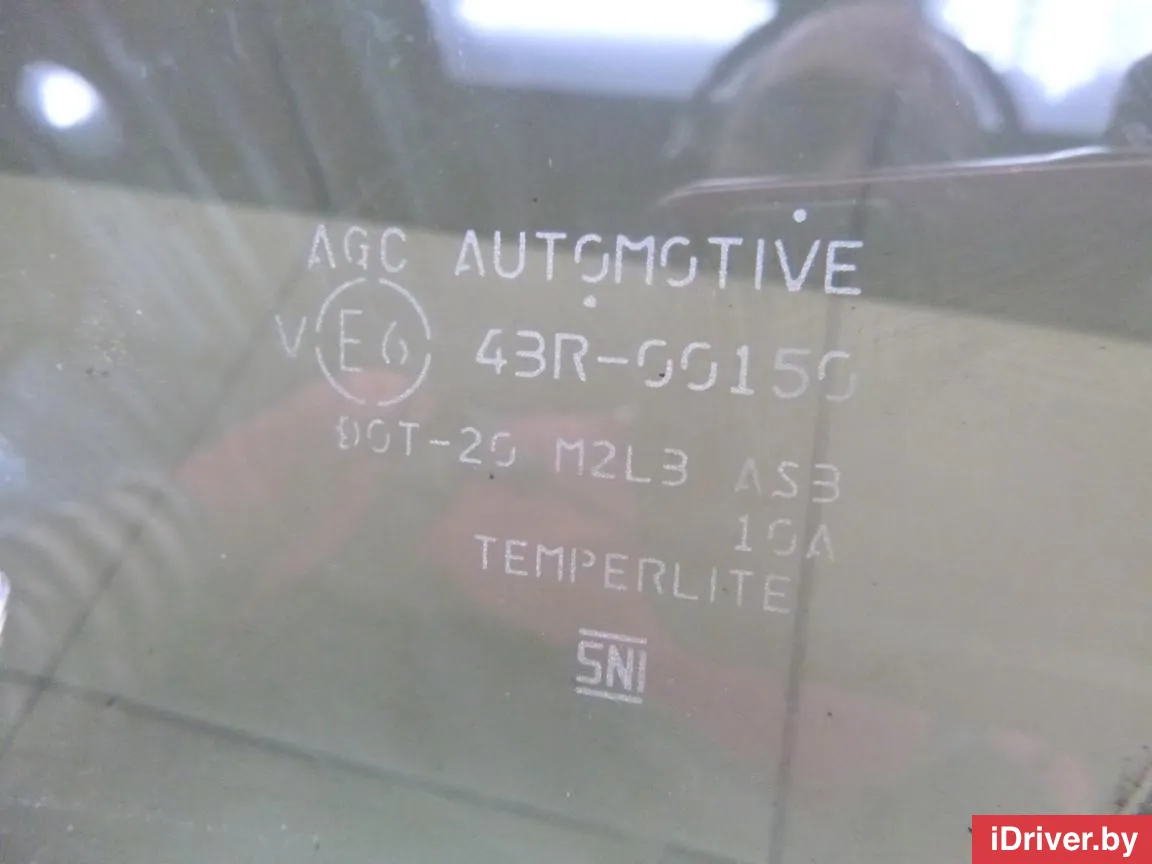 AGC AUTOMOTIVE
V E6 43R-00150
DOT-20 M2L3 AS3
10A
TEMPERLITE
SNI
iDriver.by